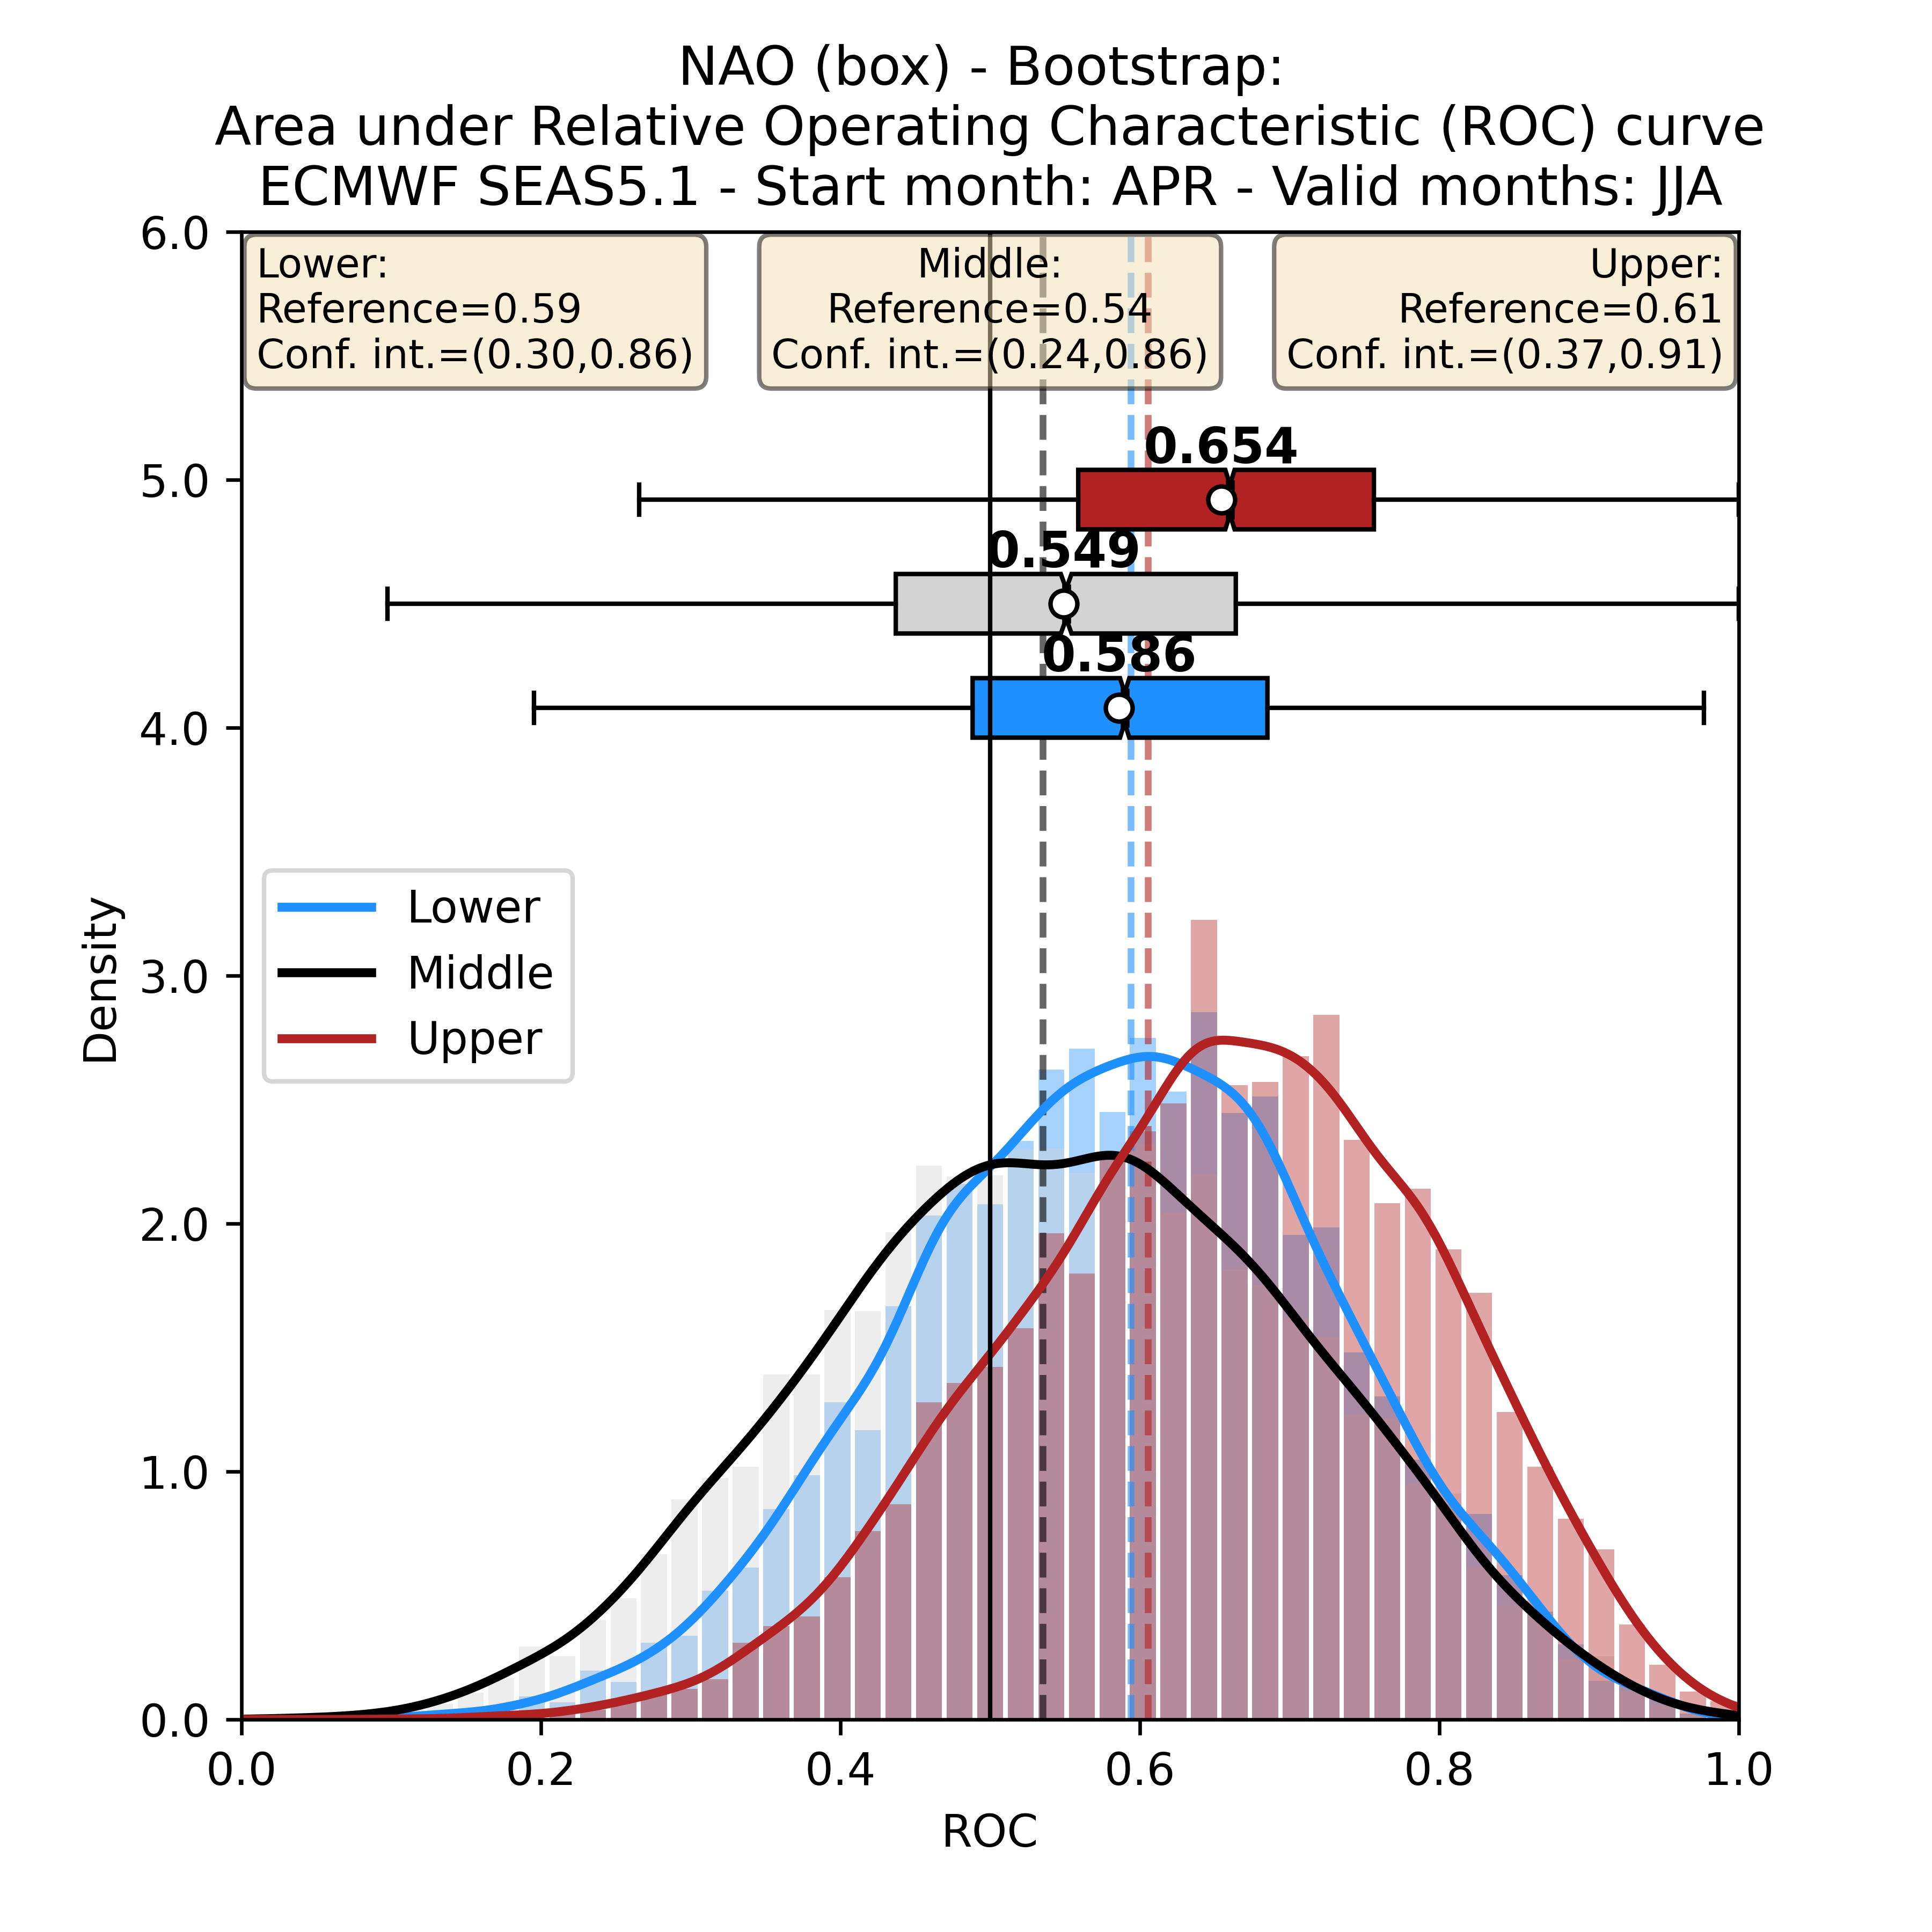 NAO (box) - Bootstrap:
Area under Relative Operating Characteristic (ROC) curve
ECMWF SEAS5.1 - Start month: APR - Valid months: JJA
6.0
Lower:
Reference=0.59
Conf. int.=(0.30,0.86)
Middle:
Reference=0.54
Conf. int.=(0.24,0.86)
Upper:
Reference=0.61
Conf. int.=(0.37,0.91)
0.654
5.0
0.549
0.586
4.0
Lower
Middle
Upper
Density
3.0
2.0
1.0
0.0
0.0
0.2
0.4
0.6
0.8
1.0
ROC